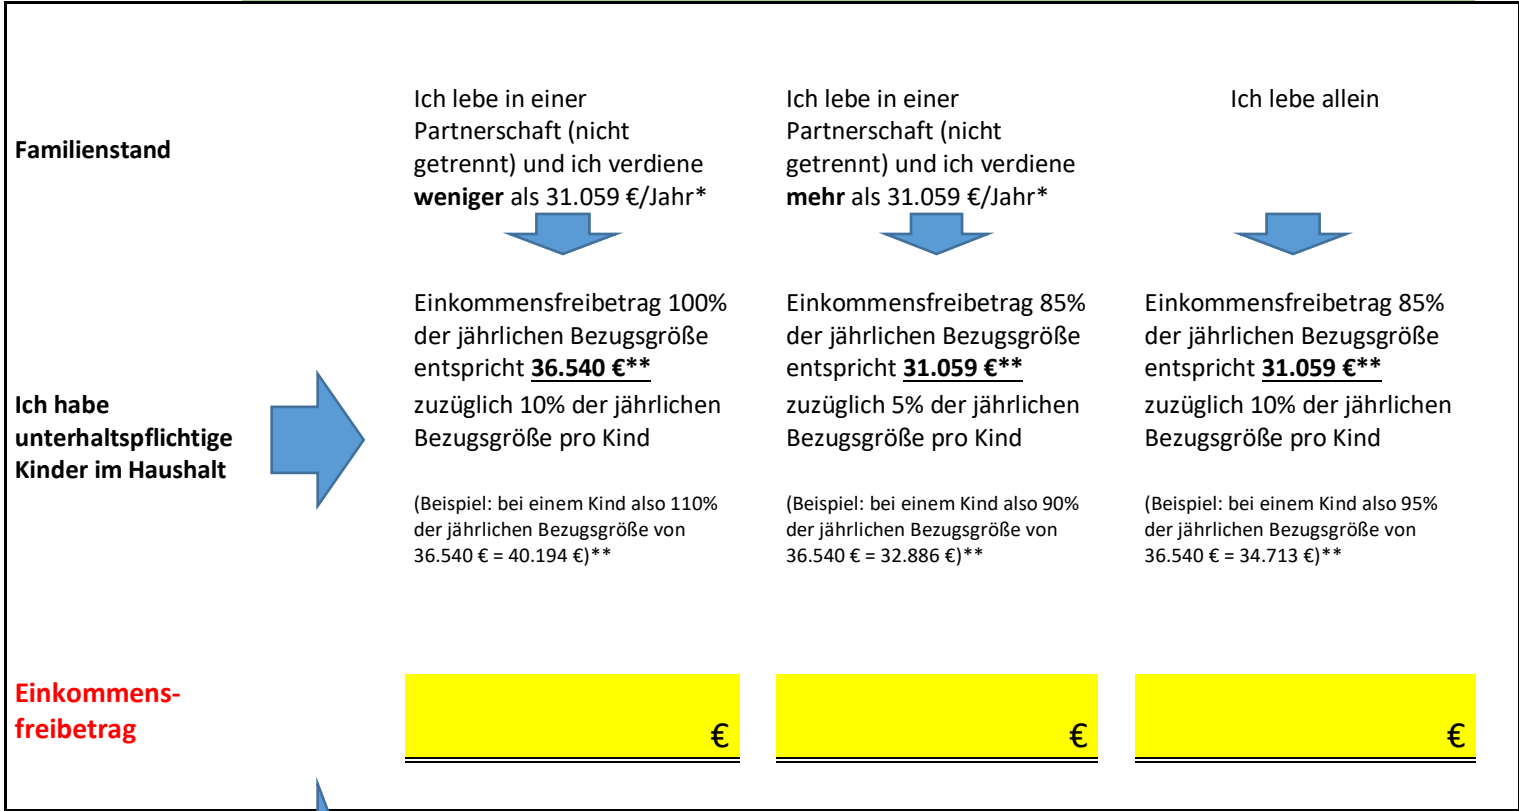 Familienstand
Ich lebe in einer
Partnerschaft (nicht
getrennt) und ich verdiene
weniger als 31.059 €/Jahr*
Ich lebe in einer
Partnerschaft (nicht
getrennt) und ich verdiene
mehr als 31.059 €/Jahr*
Ich lebe allein
Ich habe
unterhaltspflichtige
Kinder im Haushalt
Einkommensfreibetrag 100%
der jährlichen Bezugsgröße
entspricht 36.540 €**
zuzüglich 10% der jährlichen
Bezugsgröße pro Kind
(Beispiel: bei einem Kind also 110%
der jährlichen Bezugsgröße von
36.540 € = 40.194 €)**
Einkommensfreibetrag 85%
der jährlichen Bezugsgröße
entspricht 31.059 €**
zuzüglich 5% der jährlichen
Bezugsgröße pro Kind
(Beispiel: bei einem Kind also 90%
der jährlichen Bezugsgröße von
36.540 € = 32.886 €)**
Einkommensfreibetrag 85%
der jährlichen Bezugsgröße
entspricht 31.059 €**
zuzüglich 10% der jährlichen
Bezugsgröße pro Kind
(Beispiel: bei einem Kind also 95%
der jährlichen Bezugsgröße von
36.540 € = 34.713 €)**
Einkommens-
freibetrag
€
€
€